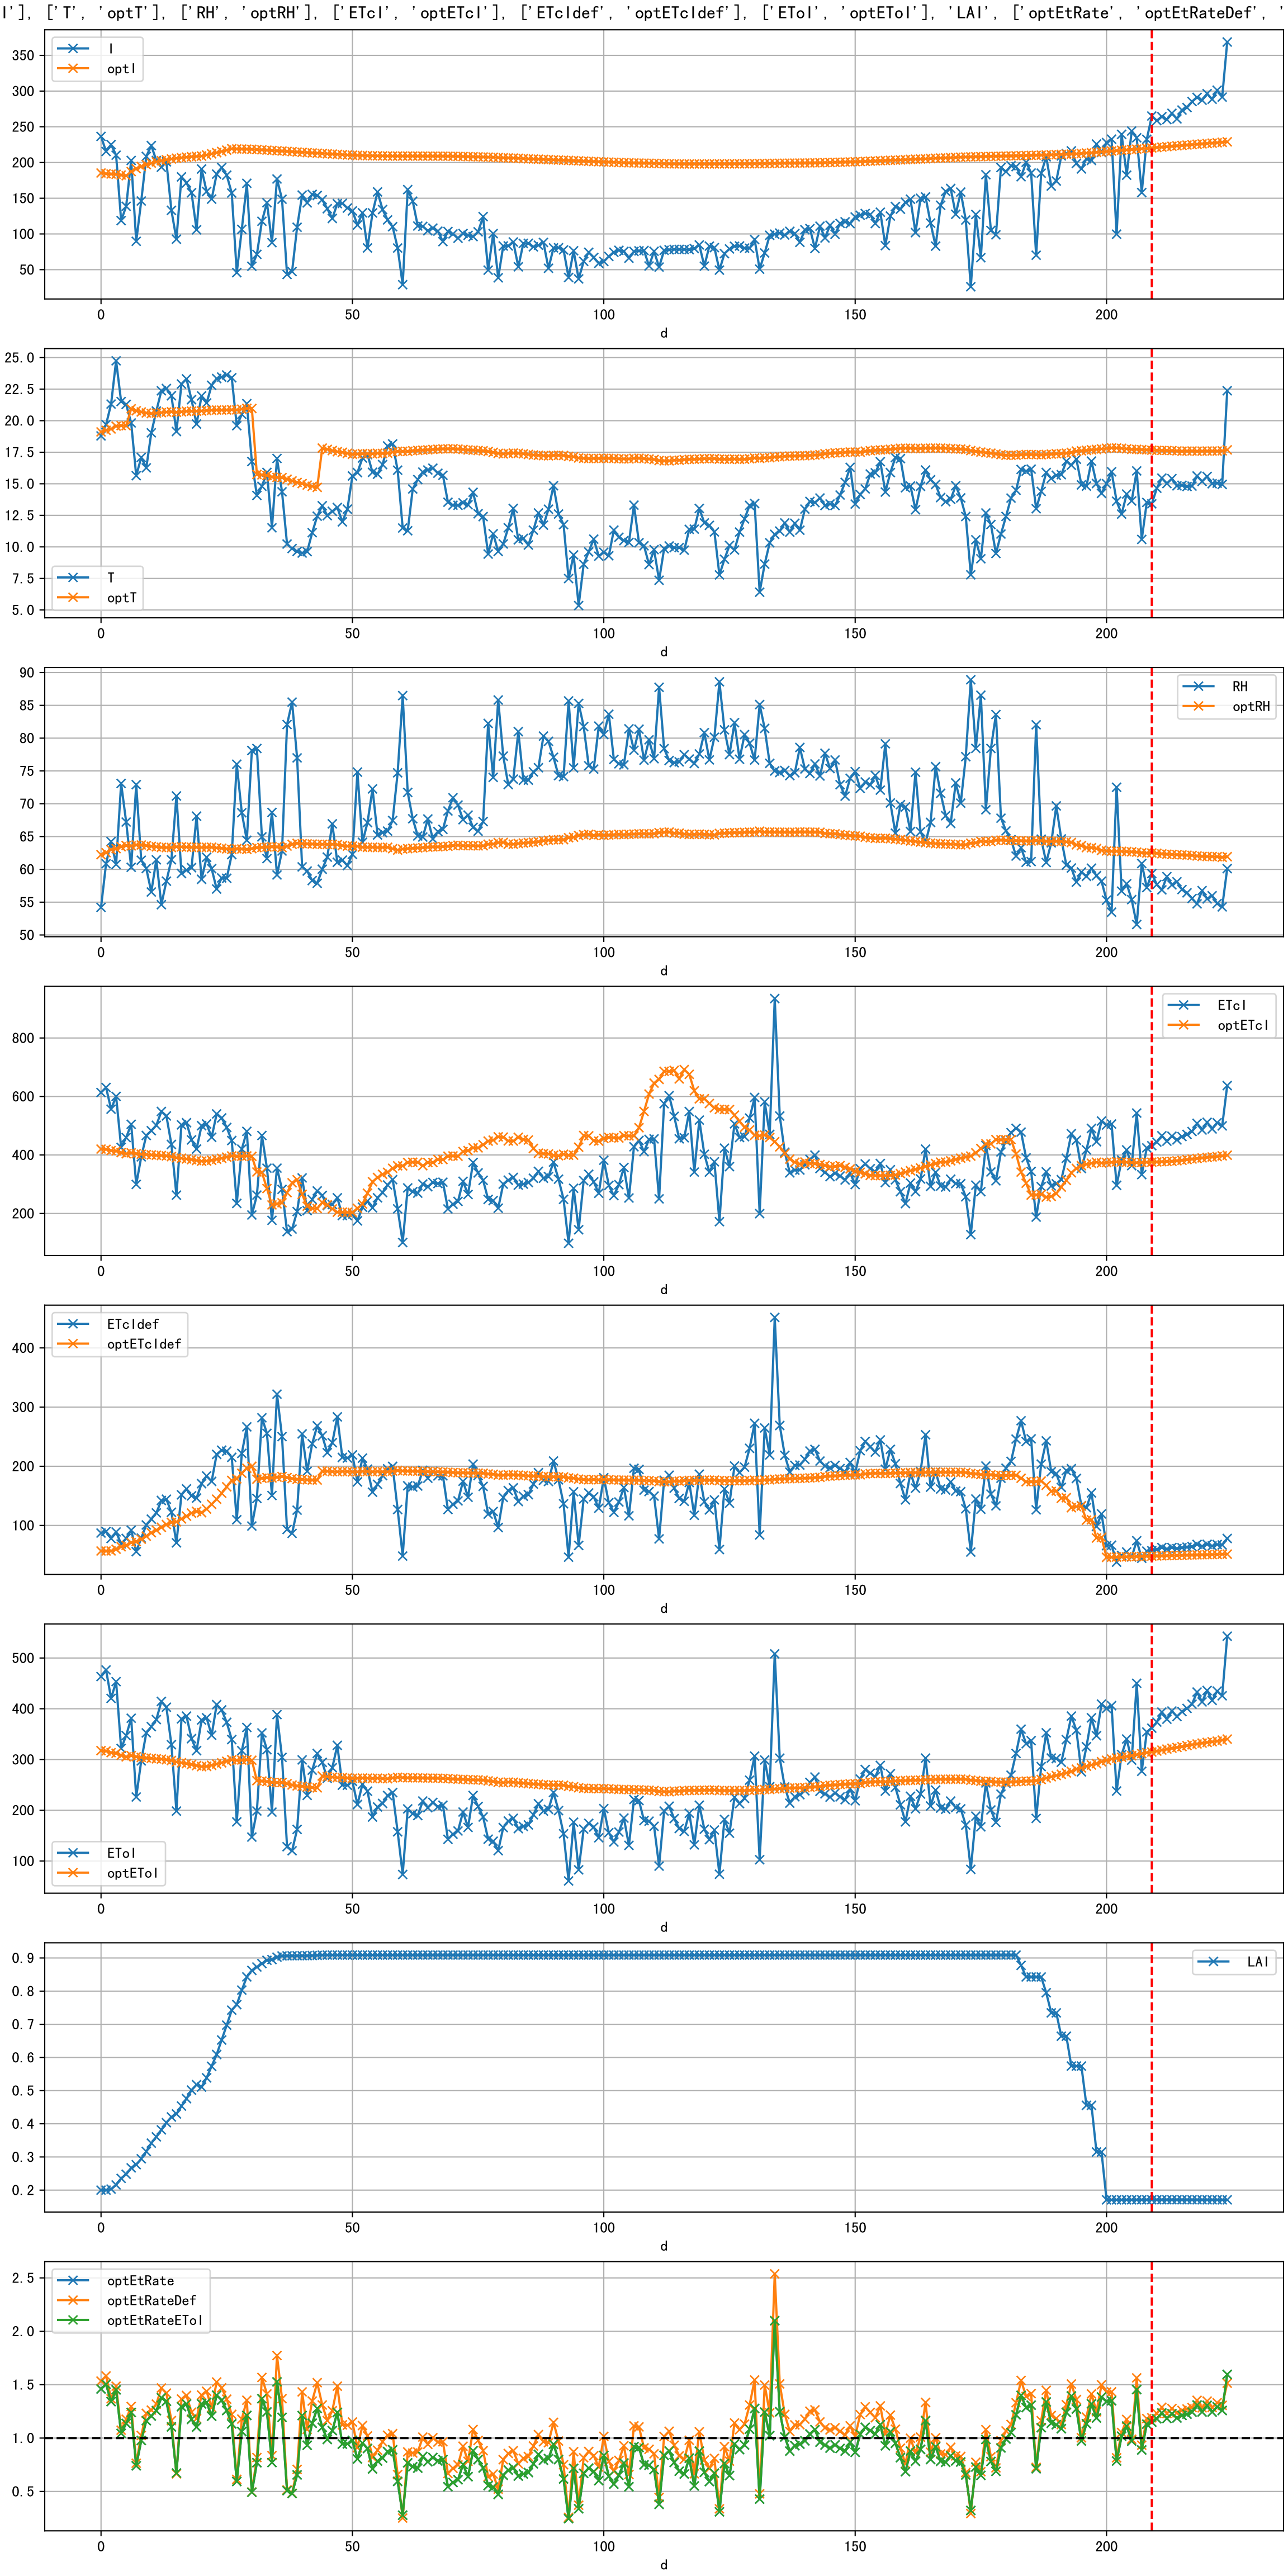 I'], ['T', 'optT'], ['RH', 'optRH'], ['ETcI', 'optETcI'], ['ETcIdef', 'optETcIdef'], ['EToI', 'optEToI'], 'LAI', ['optEtRate', 'optEtRateDef', '
I
optI
350
300
250
200
150
100
50
0 50 100 150 200
d
25.0
22.5
20.0
17.5
15.0
12.5
10.0
7.5
5.0
T
optT
0 50 100 150 200
d
90
85
80
75
70
65
60
55
50
RH
optRH
0 50 100 150 200
d
ETcI
optETcI
800
600
400
200
0 50 100 150 200
d
ETcIdef
optETcIdef
400
300
200
100
0 50 100 150 200
d
500
400
300
200
100
EToI
optEToI
0 50 100 150 200
d
LAI
0.9
0.8
0.7
0.6
0.5
0.4
0.3
0.2
0 50 100 150 200
d
optEtRate
optEtRateDef
optEtRateEToI
2.5
2.0
1.5
1.0
0.5
0 50 100 150 200
d